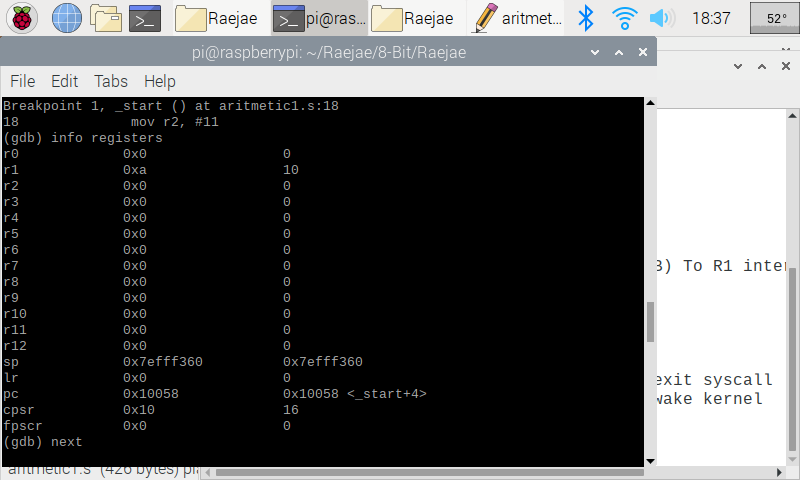 Raejae
pi@ras...
Raejae
aritmet...
18:37
52°
pi@raspberrypi: ~/Raejae/8-Bit/Raejae
File Edit Tabs Help
Breakpoint 1, _start () at aritmetic1.s:18
18 mov r2, #11
(gdb) info registers
r0 0x0 0
r1 0xa 10
r2 0x0 0
r3 0x0 0
r4 0x0 0
r5 0x0 0
r6 0x0 0
r7 0x0 0
r8 0x0 0
r9 0x0 0
r10 0x0 0
r11 0x0 0
r12 0x0 0
sp 0x7efff360 0x7efff360
lr 0x0 0
pc 0x10058 0x10058 <_start+4>
cpsr 0x10 16
fpscr 0x0 0
(gdb) next
3) To R1 inter
exit syscall
wake kernel
aritmetic1.s" (426 bytes) pl